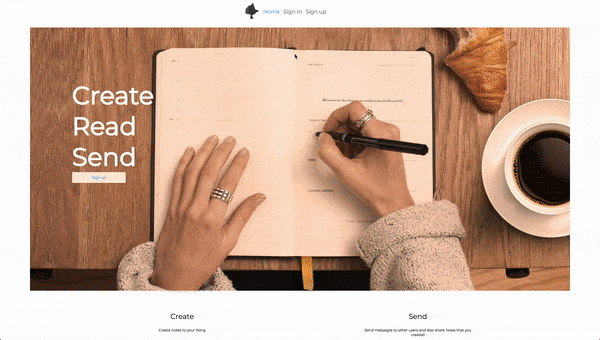 Home Sign in Sign up
Create
Read
Send
Sign up
Create
Send
Create notes to your liking
Send messages to other users and also share notes that you
created